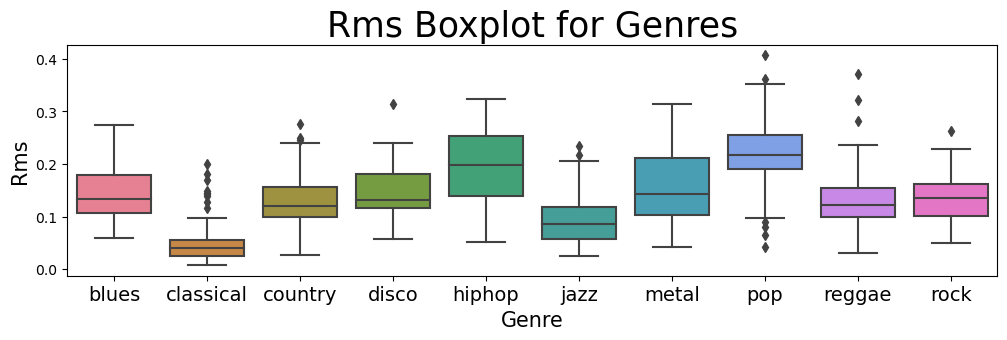 Rms Boxplot for Genres
Rms
0.4
0.3
0.2
0.1
0.0
blues classical country disco hiphop jazz metal pop reggae rock
Genre